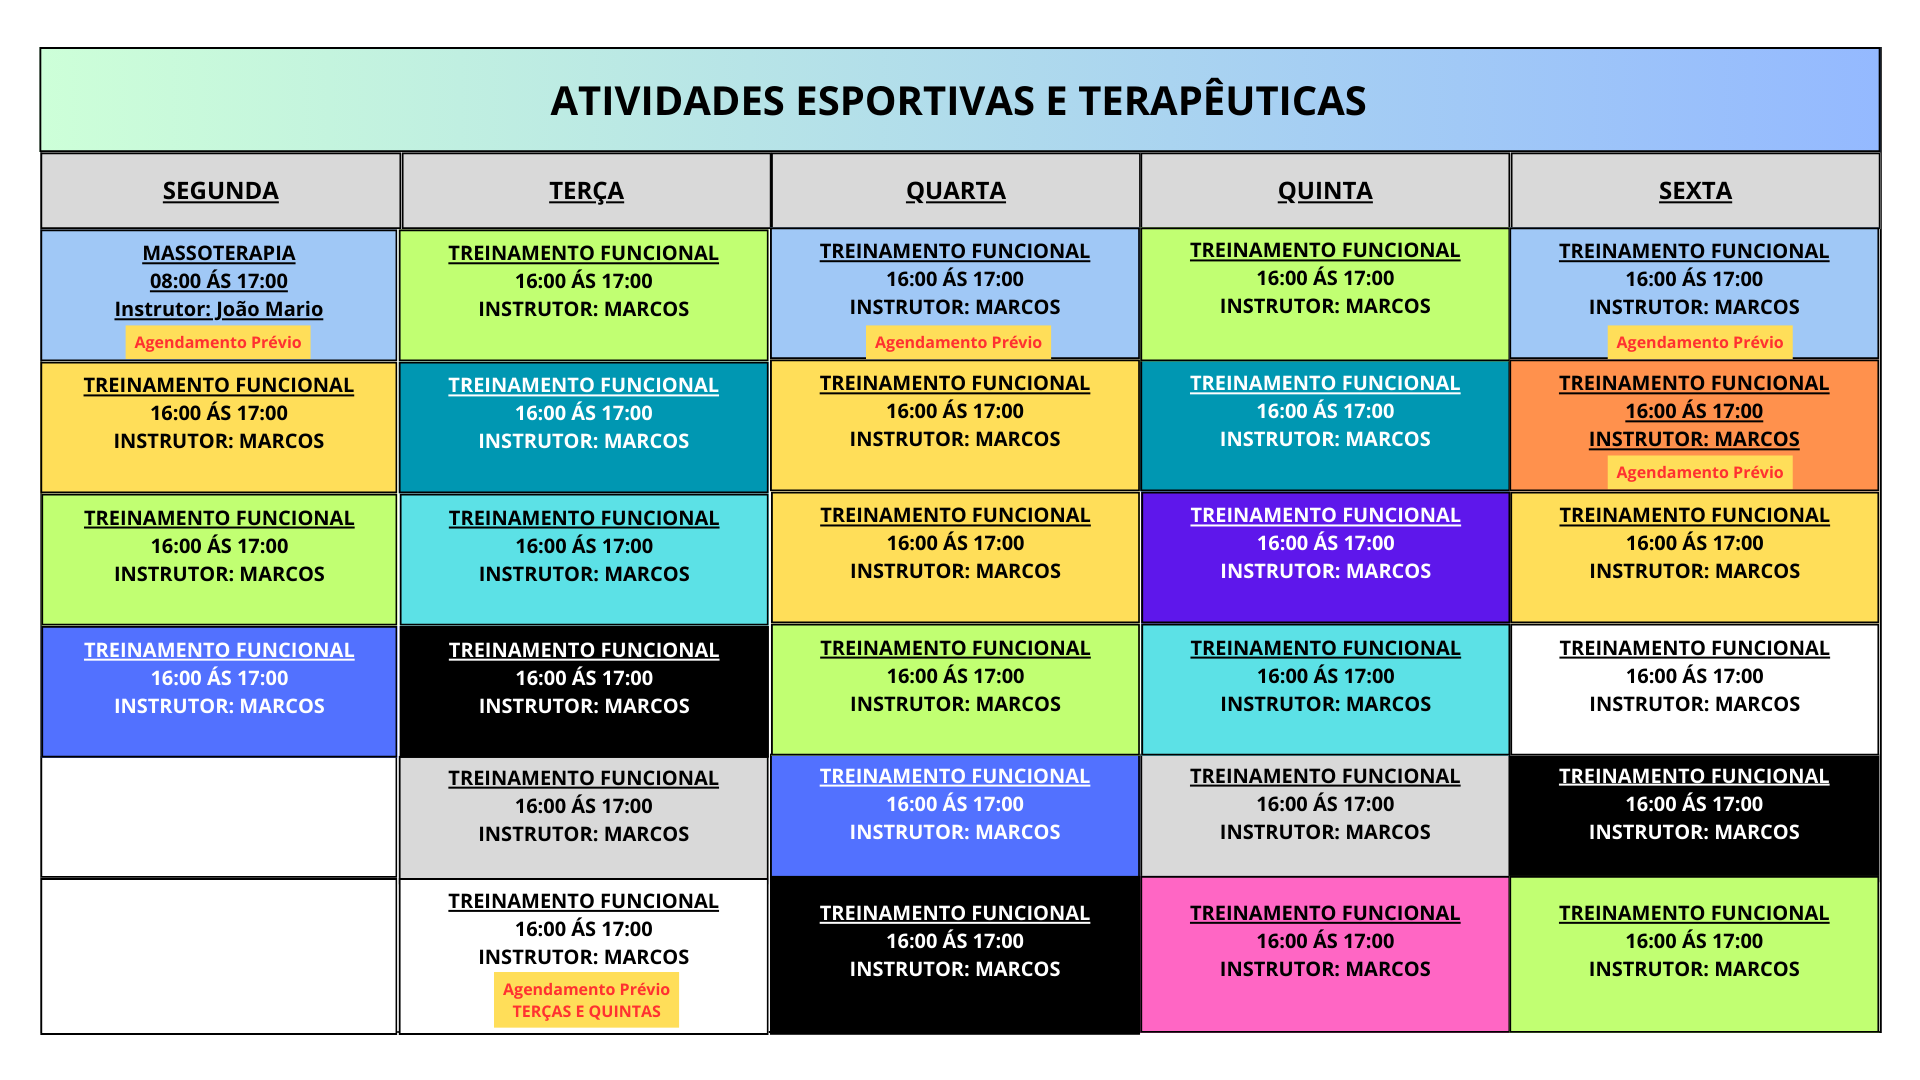 ATIVIDADES ESPORTIVAS E TERAPÊUTICAS
SEGUNDA
TERÇA
QUARTA
QUINTA
SEXTA
MASSOTERAPIA
08:00 ÁS 17:00
Instrutor: João Mario
Agendamento Prévio
TREINAMENTO FUNCIONAL
16:00 ÁS 17:00
INSTRUTOR: MARCOS
TREINAMENTO FUNCIONAL
16:00 ÁS 17:00
INSTRUTOR: MARCOS
Agendamento Prévio
TREINAMENTO FUNCIONAL
16:00 ÁS 17:00
INSTRUTOR: MARCOS
TREINAMENTO FUNCIONAL
16:00 ÁS 17:00
INSTRUTOR: MARCOS
Agendamento Prévio
TREINAMENTO FUNCIONAL
16:00 ÁS 17:00
INSTRUTOR: MARCOS
TREINAMENTO FUNCIONAL
16:00 ÁS 17:00
INSTRUTOR: MARCOS
TREINAMENTO FUNCIONAL
16:00 ÁS 17:00
INSTRUTOR: MARCOS
TREINAMENTO FUNCIONAL
16:00 ÁS 17:00
INSTRUTOR: MARCOS
TREINAMENTO FUNCIONAL
16:00 ÁS 17:00
INSTRUTOR: MARCOS
Agendamento Prévio
TREINAMENTO FUNCIONAL
16:00 ÁS 17:00
INSTRUTOR: MARCOS
TREINAMENTO FUNCIONAL
16:00 ÁS 17:00
INSTRUTOR: MARCOS
TREINAMENTO FUNCIONAL
16:00 ÁS 17:00
INSTRUTOR: MARCOS
TREINAMENTO FUNCIONAL
16:00 ÁS 17:00
INSTRUTOR: MARCOS
TREINAMENTO FUNCIONAL
16:00 ÁS 17:00
INSTRUTOR: MARCOS
TREINAMENTO FUNCIONAL
16:00 ÁS 17:00
INSTRUTOR: MARCOS
TREINAMENTO FUNCIONAL
16:00 ÁS 17:00
INSTRUTOR: MARCOS
TREINAMENTO FUNCIONAL
16:00 ÁS 17:00
INSTRUTOR: MARCOS
TREINAMENTO FUNCIONAL
16:00 ÁS 17:00
INSTRUTOR: MARCOS
TREINAMENTO FUNCIONAL
16:00 ÁS 17:00
INSTRUTOR: MARCOS
TREINAMENTO FUNCIONAL
16:00 ÁS 17:00
INSTRUTOR: MARCOS
TREINAMENTO FUNCIONAL
16:00 ÁS 17:00
INSTRUTOR: MARCOS
TREINAMENTO FUNCIONAL
16:00 ÁS 17:00
INSTRUTOR: MARCOS
TREINAMENTO FUNCIONAL
16:00 ÁS 17:00
INSTRUTOR: MARCOS
TREINAMENTO FUNCIONAL
16:00 ÁS 17:00
INSTRUTOR: MARCOS
Agendamento Prévio
TERÇAS E QUINTAS
TREINAMENTO FUNCIONAL
16:00 ÁS 17:00
INSTRUTOR: MARCOS
TREINAMENTO FUNCIONAL
16:00 ÁS 17:00
INSTRUTOR: MARCOS
TREINAMENTO FUNCIONAL
16:00 ÁS 17:00
INSTRUTOR: MARCOS